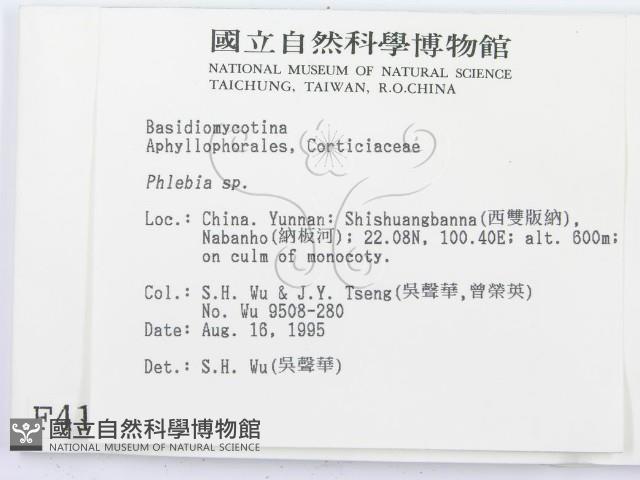 國立自然科學博物館
NATIONAL MUSEUM OF NATURAL SCIENCE
TAICHUNG, TAIWAN, R.O.CHINA
Basidiomycotina
Aphyllophorales, Corticiaceae
Phlebia sp.
Loc.: China. Yunnan: Shishuangbanna(西雙版納),
Nabanho(納板河); 22.08N, 100.40E; alt. 600m;
on culm of monocoty.
Col.: S.H. Wu & J.Y. Tseng(吳聲華,曾榮英)
No. Wu 9508-280
Date: Aug. 16, 1995
Det.: S.H. Wu(吳聲華)
F41
國立自然科學博物館
NATIONAL MUSEUM OF NATURAL SCIENCE